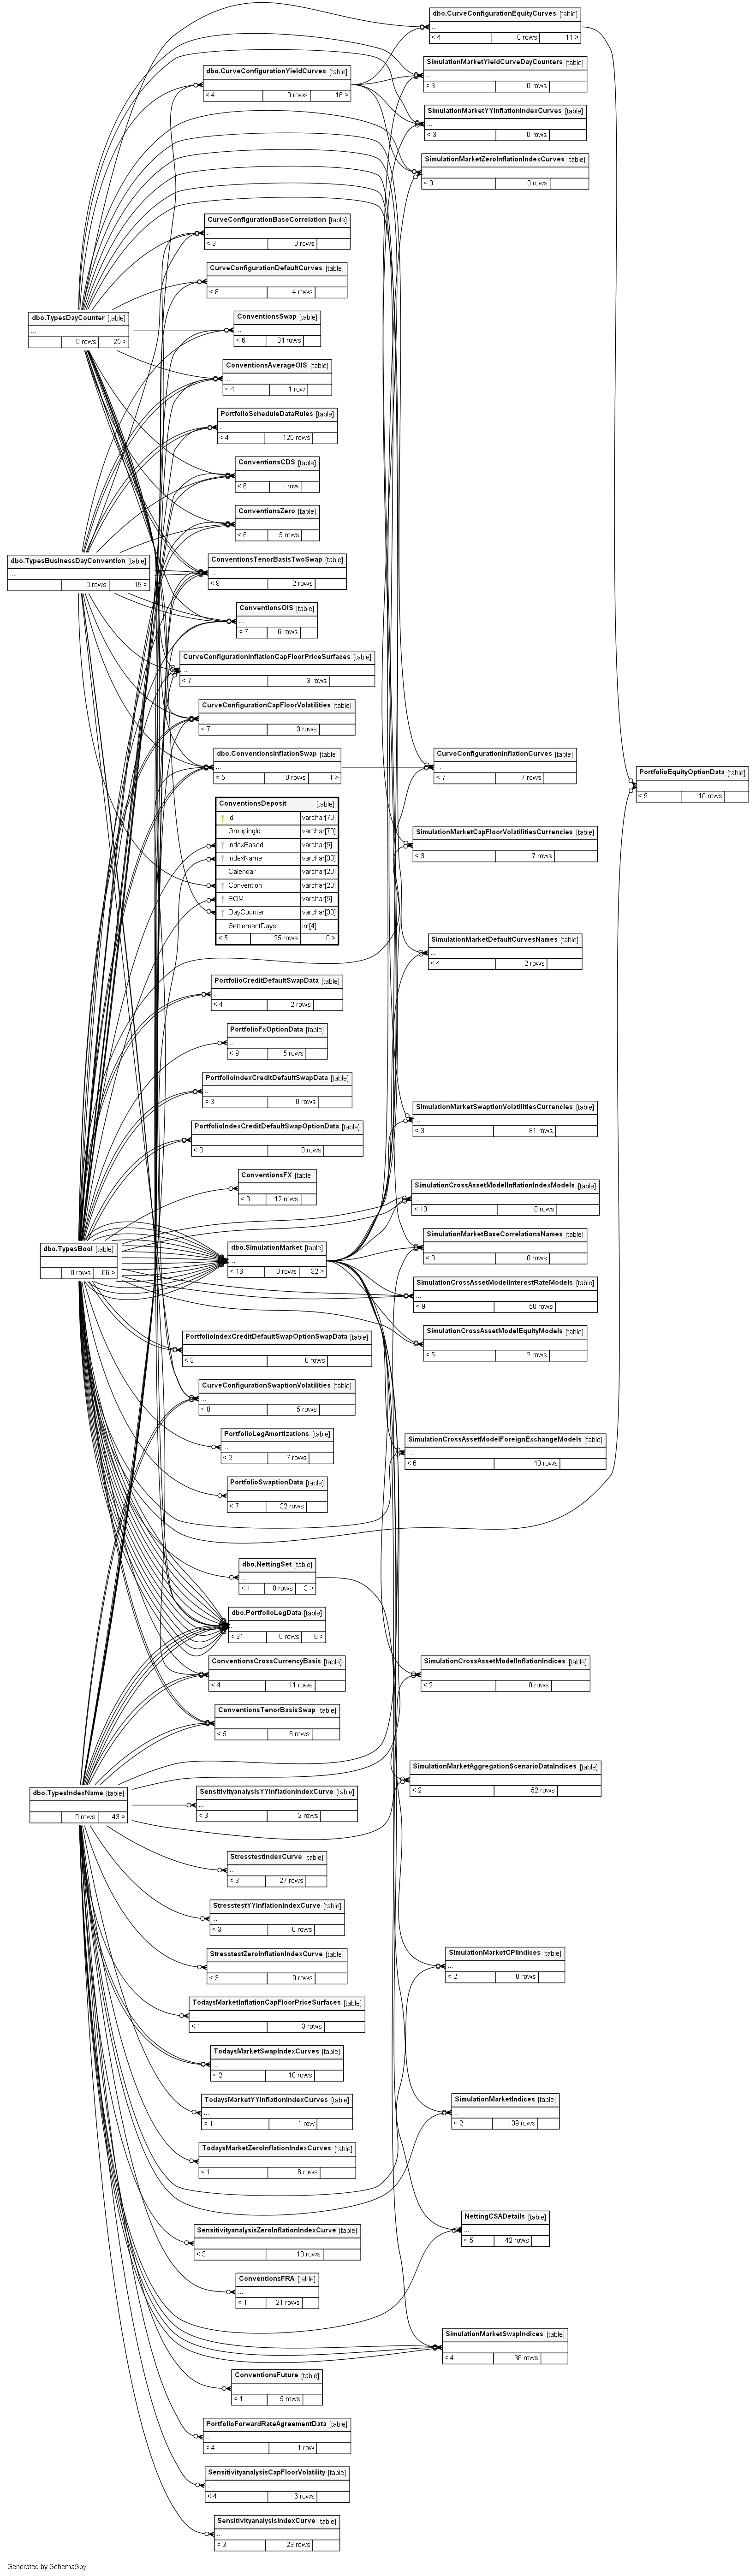 dbo.CurveConfigurationEquityCurves [table]
...
< 4 0 rows 11 >
SimulationMarketYieldCurveDayCounters [table]
...
< 3 0 rows
dbo.CurveConfigurationYieldCurves [table]
...
< 4 0 rows 16 >
SimulationMarketYYInflationIndexCurves [table]
...
< 3 0 rows
SimulationMarketZeroInflationIndexCurves [table]
...
< 3 0 rows
CurveConfigurationBaseCorrelation [table]
...
< 3 0 rows
CurveConfigurationDefaultCurves [table]
...
< 8 4 rows
dbo.TypesDayCounter [table]
...
0 rows 25 >
ConventionsSwap [table]
...
< 6 34 rows
ConventionsAverageOIS [table]
...
< 4 1 row
PortfolioScheduleDataRules [table]
...
< 4 125 rows
ConventionsCDS [table]
...
< 6 1 row
ConventionsZero [table]
...
< 6 5 rows
dbo.TypesBusinessDayConvention [table]
...
0 rows 19 >
ConventionsTenorBasisTwoSwap [table]
...
< 9 2 rows
ConventionsOIS [table]
...
< 7 6 rows
CurveConfigurationInflationCapFloorPriceSurfaces [table]
...
< 7 3 rows
CurveConfigurationCapFloorVolatilities [table]
...
< 7 3 rows
dbo.ConventionsInflationSwap [table]
...
< 5 0 rows 1 >
CurveConfigurationInflationCurves [table]
...
< 7 7 rows
PortfolioEquityOptionData [table]
...
< 9 10 rows
ConventionsDeposit [table]
Id varchar[70]
GroupingId varchar[70]
IndexBased varchar[5]
IndexName varchar[30]
Calendar varchar[20]
Convention varchar[20]
EOM varchar[5]
DayCounter varchar[30]
SettlementDays int[4]
< 5 25 rows 0 >
SimulationMarketCapFloorVolatilitiesCurrencies [table]
...
< 3 7 rows
SimulationMarketDefaultCurvesNames [table]
...
< 4 2 rows
PortfolioCreditDefaultSwapData [table]
...
< 4 2 rows
PortfolioFxOptionData [table]
...
< 9 5 rows
PortfolioIndexCreditDefaultSwapData [table]
...
< 3 0 rows
SimulationMarketSwaptionVolatilitiesCurrencies [table]
...
< 3 81 rows
PortfolioIndexCreditDefaultSwapOptionData [table]
...
< 8 0 rows
ConventionsFX [table]
...
< 3 12 rows
SimulationCrossAssetModelInflationIndexModels [table]
...
< 10 0 rows
SimulationMarketBaseCorrelationsNames [table]
...
< 3 0 rows
dbo.TypesBool [table]
...
0 rows 66 >
dbo.SimulationMarket [table]
...
< 16 0 rows 32 >
SimulationCrossAssetModelInterestRateModels [table]
...
< 9 50 rows
SimulationCrossAssetModelEquityModels [table]
...
< 5 2 rows
PortfolioIndexCreditDefaultSwapOptionSwapData [table]
...
< 3 0 rows
CurveConfigurationSwaptionVolatilities [table]
...
< 8 5 rows
PortfolioLegAmortizations [table]
...
< 2 7 rows
SimulationCrossAssetModelForeignExchangeModels [table]
...
< 6 48 rows
PortfolioSwaptionData [table]
...
< 7 32 rows
dbo.NettingSet [table]
...
< 1 0 rows 3 >
dbo.PortfolioLegData [table]
...
< 21 0 rows 6 >
ConventionsCrossCurrencyBasis [table]
...
< 4 11 rows
SimulationCrossAssetModelInflationIndices [table]
...
< 2 0 rows
ConventionsTenorBasisSwap [table]
...
< 5 6 rows
SimulationMarketAggregationScenarioDataIndices [table]
...
< 2 52 rows
dbo.TypesIndexName [table]
...
0 rows 43 >
SensitivityanalysisYYInflationIndexCurve [table]
...
< 3 2 rows
StresstestIndexCurve [table]
...
< 3 27 rows
StresstestYYInflationIndexCurve [table]
...
< 3 0 rows
StresstestZeroInflationIndexCurve [table]
...
< 3 0 rows
SimulationMarketCPIIndices [table]
...
< 2 0 rows
TodaysMarketInflationCapFloorPriceSurfaces [table]
...
< 1 3 rows
TodaysMarketSwapIndexCurves [table]
...
< 2 10 rows
TodaysMarketYYInflationIndexCurves [table]
...
< 1 1 row
SimulationMarketIndices [table]
...
< 2 139 rows
TodaysMarketZeroInflationIndexCurves [table]
...
< 1 6 rows
SensitivityanalysisZeroInflationIndexCurve [table]
...
< 3 10 rows
NettingCSADetails [table]
...
< 5 42 rows
ConventionsFRA [table]
...
< 1 21 rows
SimulationMarketSwapIndices [table]
...
< 4 36 rows
ConventionsFuture [table]
...
< 1 5 rows
PortfolioForwardRateAgreementData [table]
...
< 4 1 row
SensitivityanalysisCapFloorVolatility [table]
...
< 4 6 rows
SensitivityanalysisIndexCurve [table]
...
< 3 23 rows
Generated by SchemaSpy